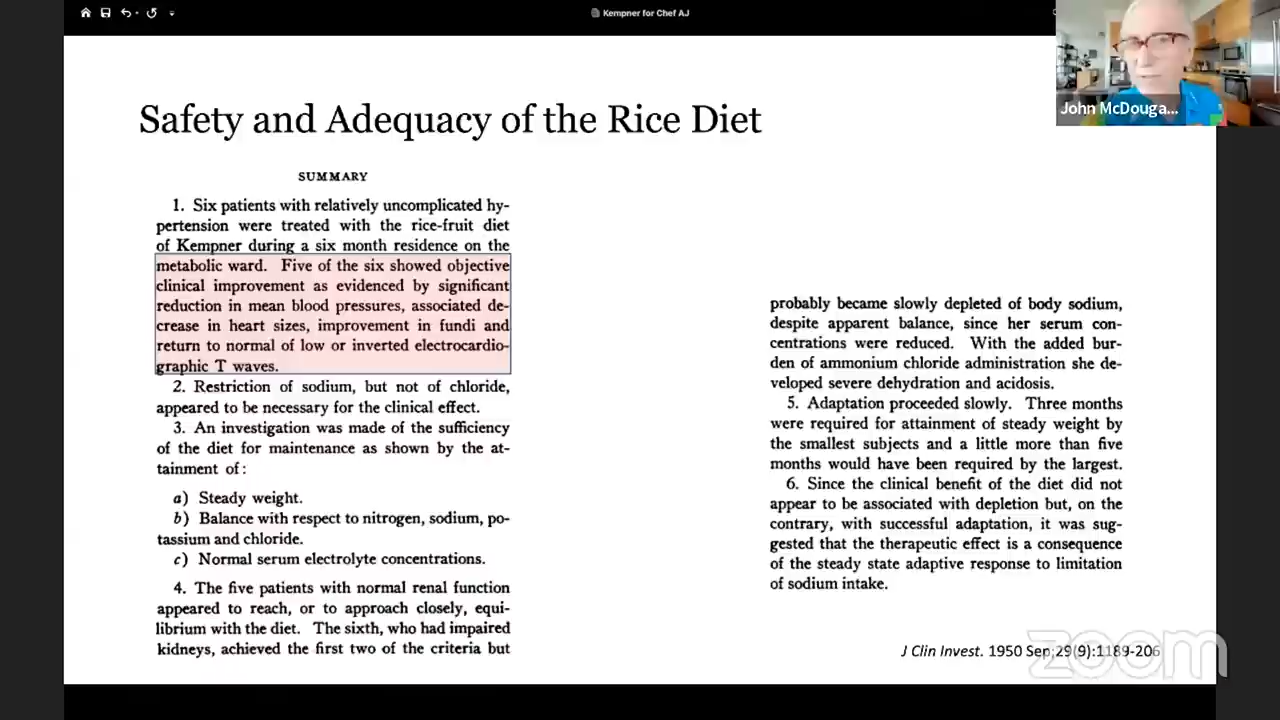 Kempner for Chef AJ
John McDouga...
Safety and Adequacy of the Rice Diet
SUMMARY
1. Six patients with relatively uncomplicated hy-
pertension were treated with the rice-fruit diet
of Kempner during a six month residence on the
metabolic ward. Five of the six showed objective
clinical improvement as evidenced by significant
reduction in mean blood pressures, associated de-
crease in heart sizes, improvement in fundi and
return to normal of low or inverted electrocardio-
graphic T waves.
2. Restriction of sodium, but not of chloride,
appeared to be necessary for the clinical effect.
3. An investigation was made of the sufficiency
of the diet for maintenance as shown by the at-
tainment of:
a) Steady weight.
b) Balance with respect to nitrogen, sodium, po-
tassium and chloride.
c) Normal serum electrolyte concentrations.
4. The five patients with normal renal function
appeared to reach, or to approach closely, equi-
librium with the diet. The sixth, who had impaired
kidneys, achieved the first two of the criteria but
probably became slowly depleted of body sodium,
despite apparent balance, since her serum con-
centrations were reduced. With the added bur-
den of ammonium chloride administration she de-
veloped severe dehydration and acidosis.
5. Adaptation proceeded slowly. Three months
were required for attainment of steady weight by
the smallest subjects and a little more than five
months would have been required by the largest.
6. Since the clinical benefit of the diet did not
appear to be associated with depletion but, on the
contrary, with successful adaptation, it was sug-
gested that the therapeutic effect is a consequence
of the steady state adaptive response to limitation
of sodium intake.
J Clin Invest. 1950 Sep;29(9):1189-206
zoom